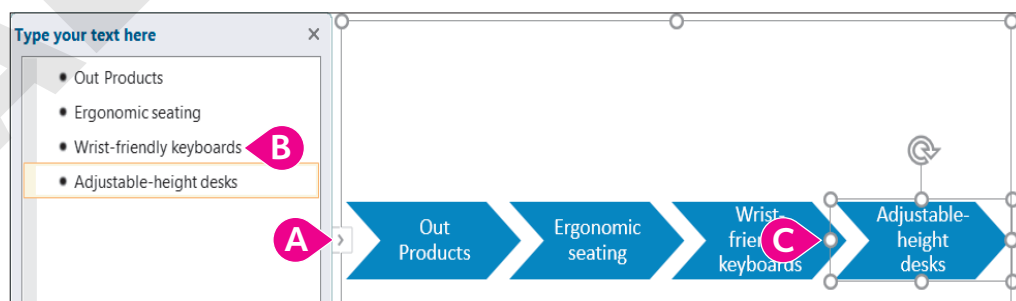 Type your text here
Out Products
Ergonomic seating
Wrist-friendly keyboards
Adjustable-height desks
A
B
C
Out
Products
Ergonomic
seating
Wrist-
keyboards
Adjustable-
height
desks